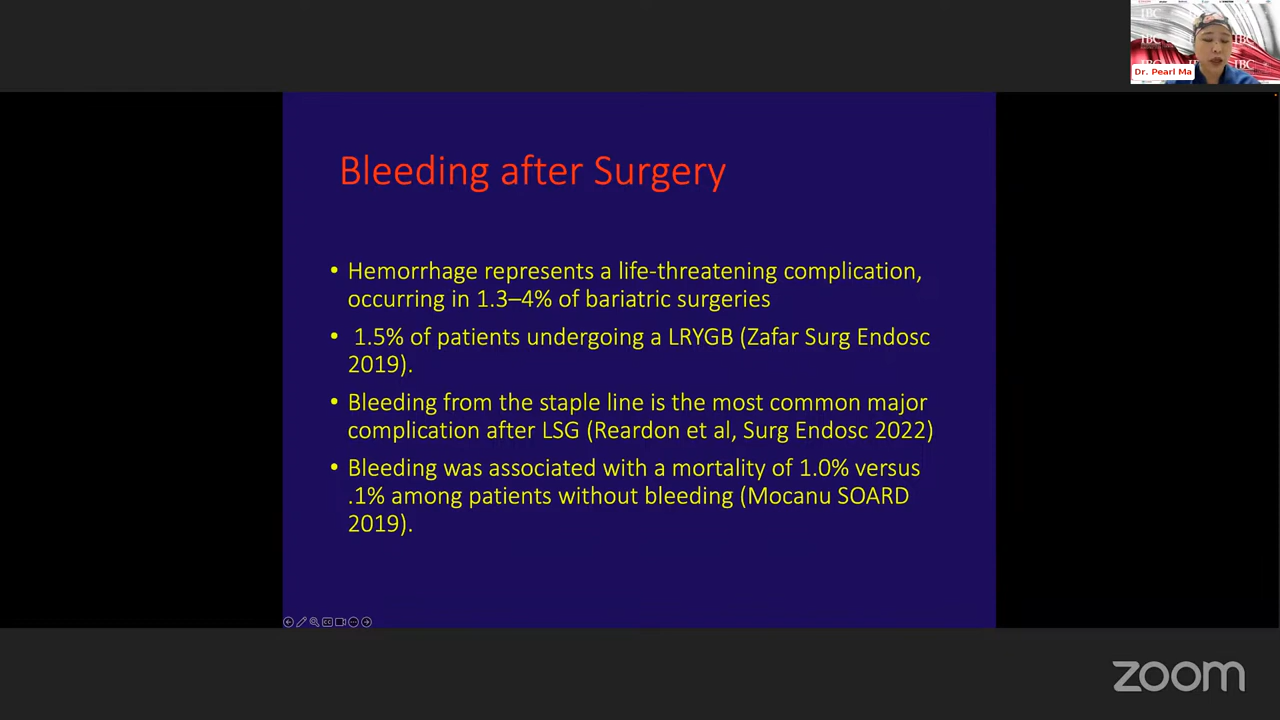 IBC
IBC
IBC
Dr. Pearl Ma
Bleeding after Surgery
• Hemorrhage represents a life-threatening complication,
occurring in 1.3–4% of bariatric surgeries
• 1.5% of patients undergoing a LRYGB (Zafar Surg Endosc
2019).
• Bleeding from the staple line is the most common major
complication after LSG (Reardon et al, Surg Endosc 2022)
• Bleeding was associated with a mortality of 1.0% versus
.1% among patients without bleeding (Mocanu SOARD
2019).
zoom